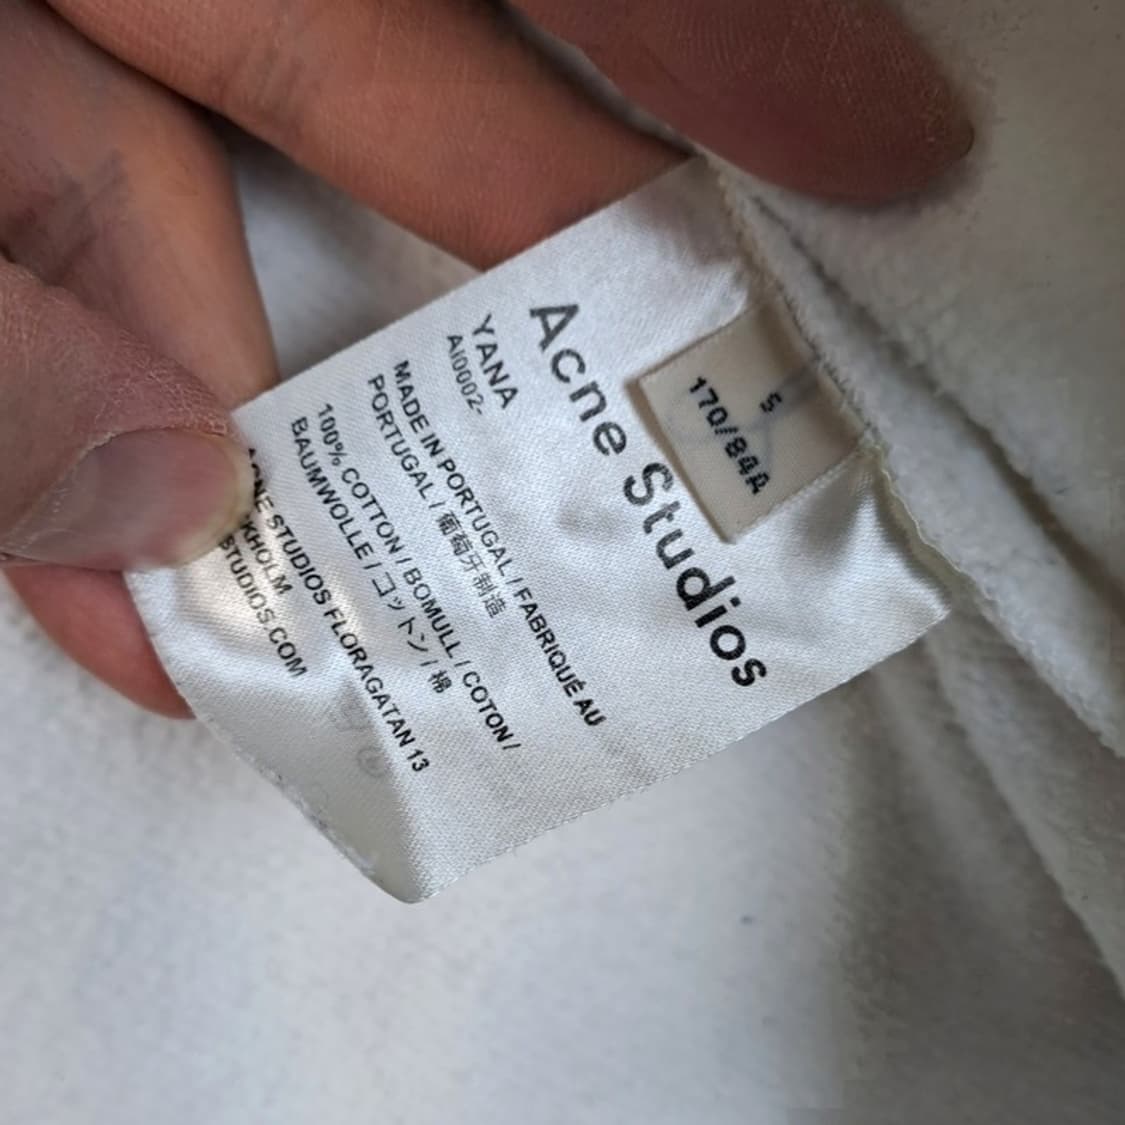 Acne Studios
S
170/84A
YANA
AI0002-
MADE IN PORTUGAL / FABRIQUÉ AU
PORTUGAL / 葡萄牙制造
100% COTTON / BOMULL / COTON /
BAUMWOLLE / コットン / 棉
ACNE STUDIOS FLORAGATAN 13
KHOLM
STUDIOS.COM